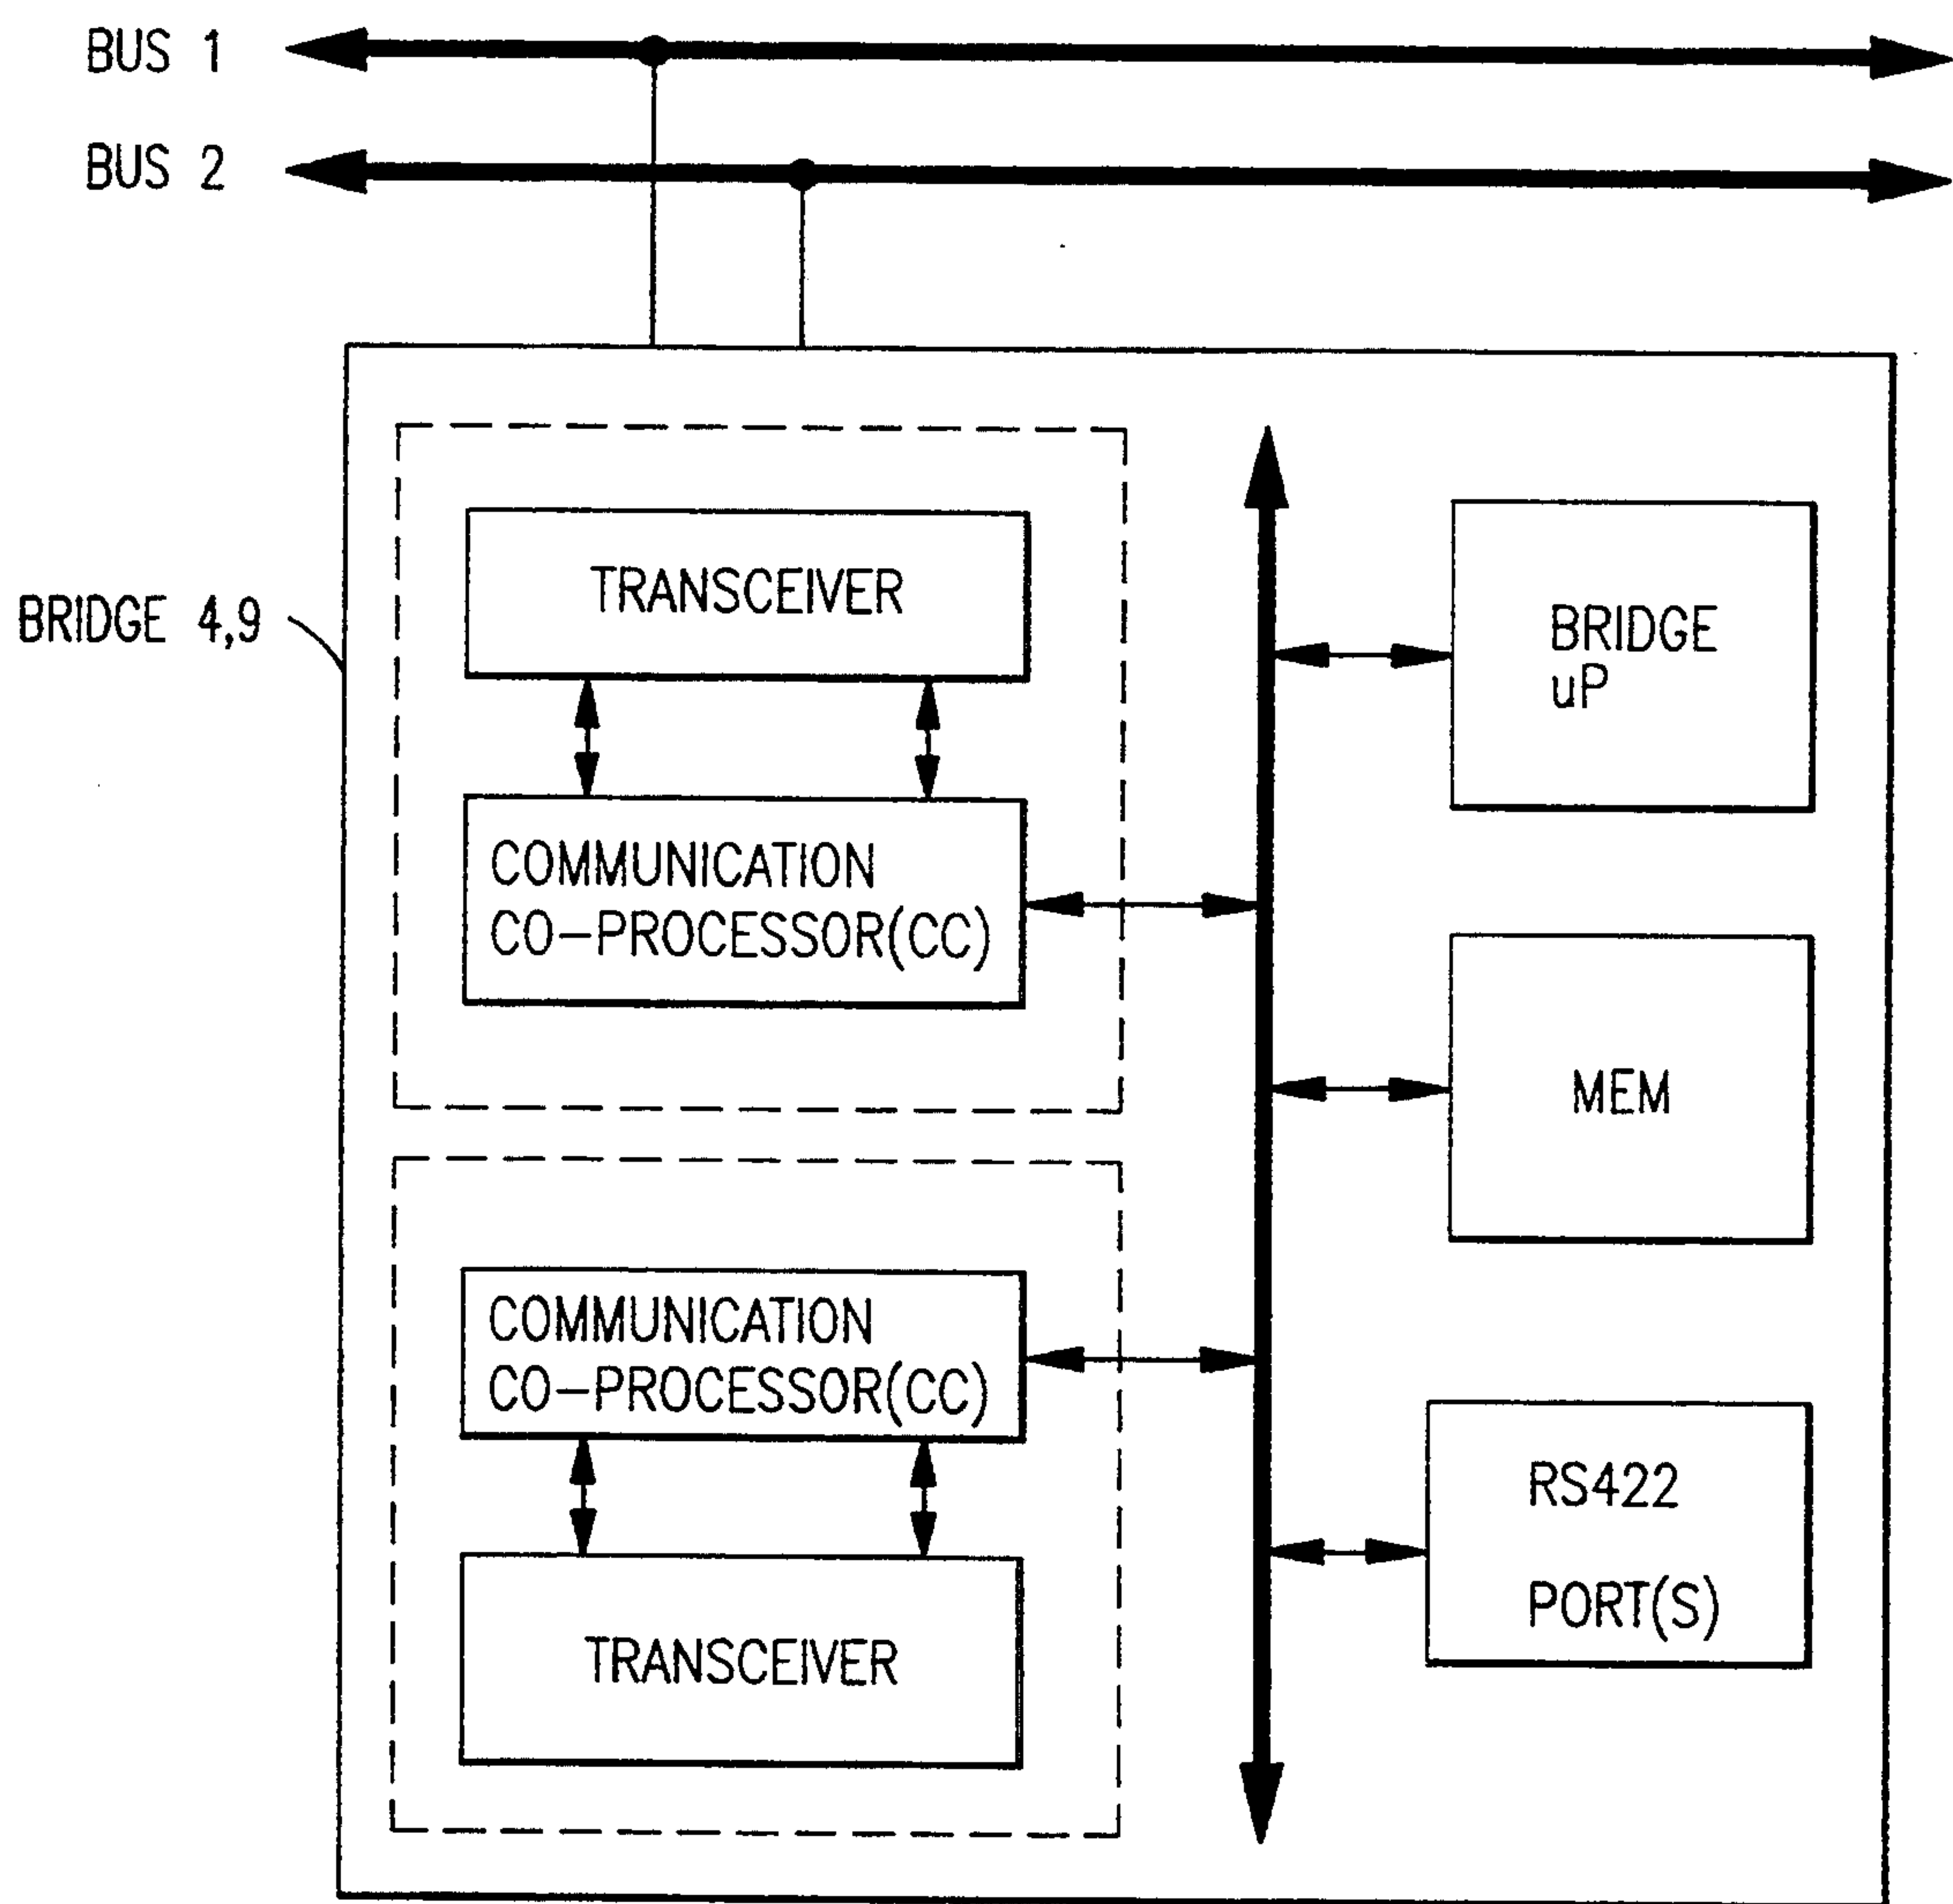 BUS 1
BUS 2
BRIDGE 4,9
TRANSCEIVER
COMMUNICATION
CO-PROCESSOR(CC)
COMMUNICATION
CO-PROCESSOR(CC)
TRANSCEIVER
BRIDGE
uP
MEM
RS422
PORT(S)